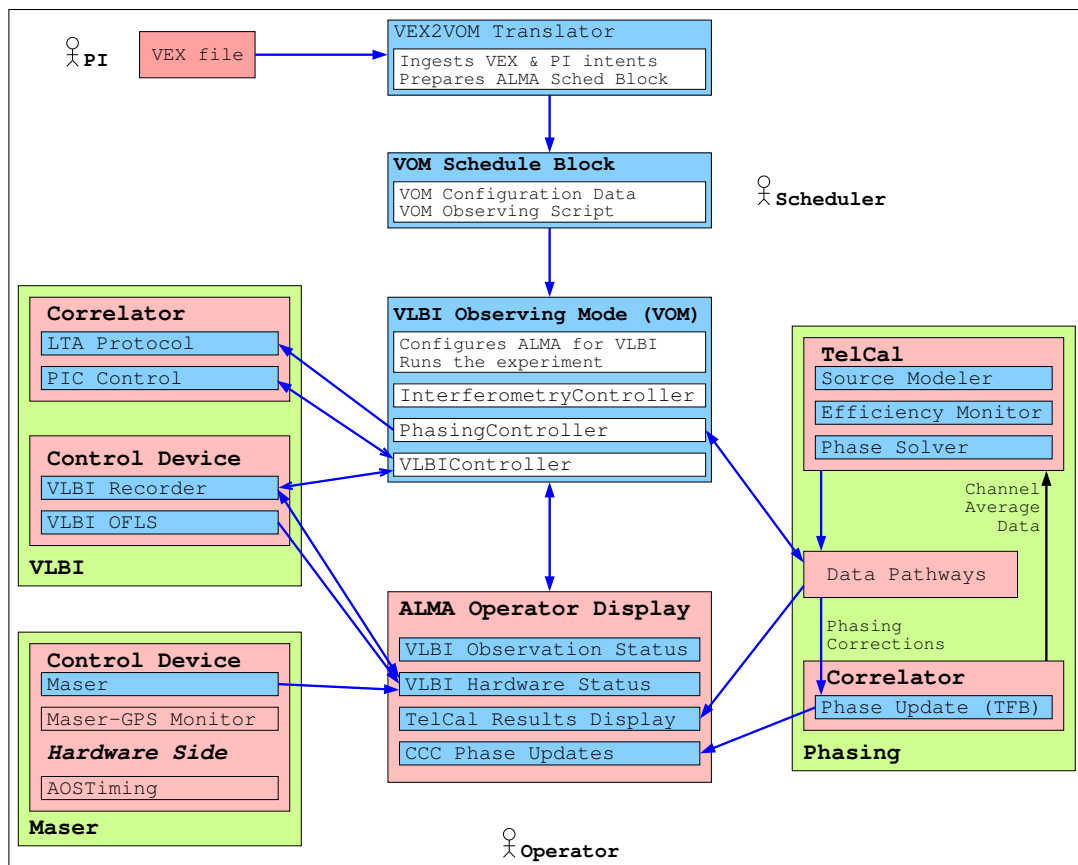 VEX2VOM Translator
PI
VEX file
Ingests VEX & PI intents
Prepares ALMA Sched Block
VOM Schedule Block
VOM Configuration Data
VOM Observing Script
Scheduler
Correlator
LTA Protocol
PIC Control
Control Device
VLBI Recorder
VLBI OFLS
VLBI
VLBI Observing Mode (VOM)
Configures ALMA for VLBI
Runs the experiment
InterferometryController
PhasingController
VLBIController
TelCal
Source Modeler
Efficiency Monitor
Phase Solver
Channel
Average
Data
Data Pathways
Phasing
Corrections
Correlator
Phase Update (TFB)
Phasing
ALMA Operator Display
VLBI Observation Status
VLBI Hardware Status
TelCal Results Display
CCC Phase Updates
Control Device
Maser
Maser-GPS Monitor
Hardware Side
AOSTiming
Maser
Operator